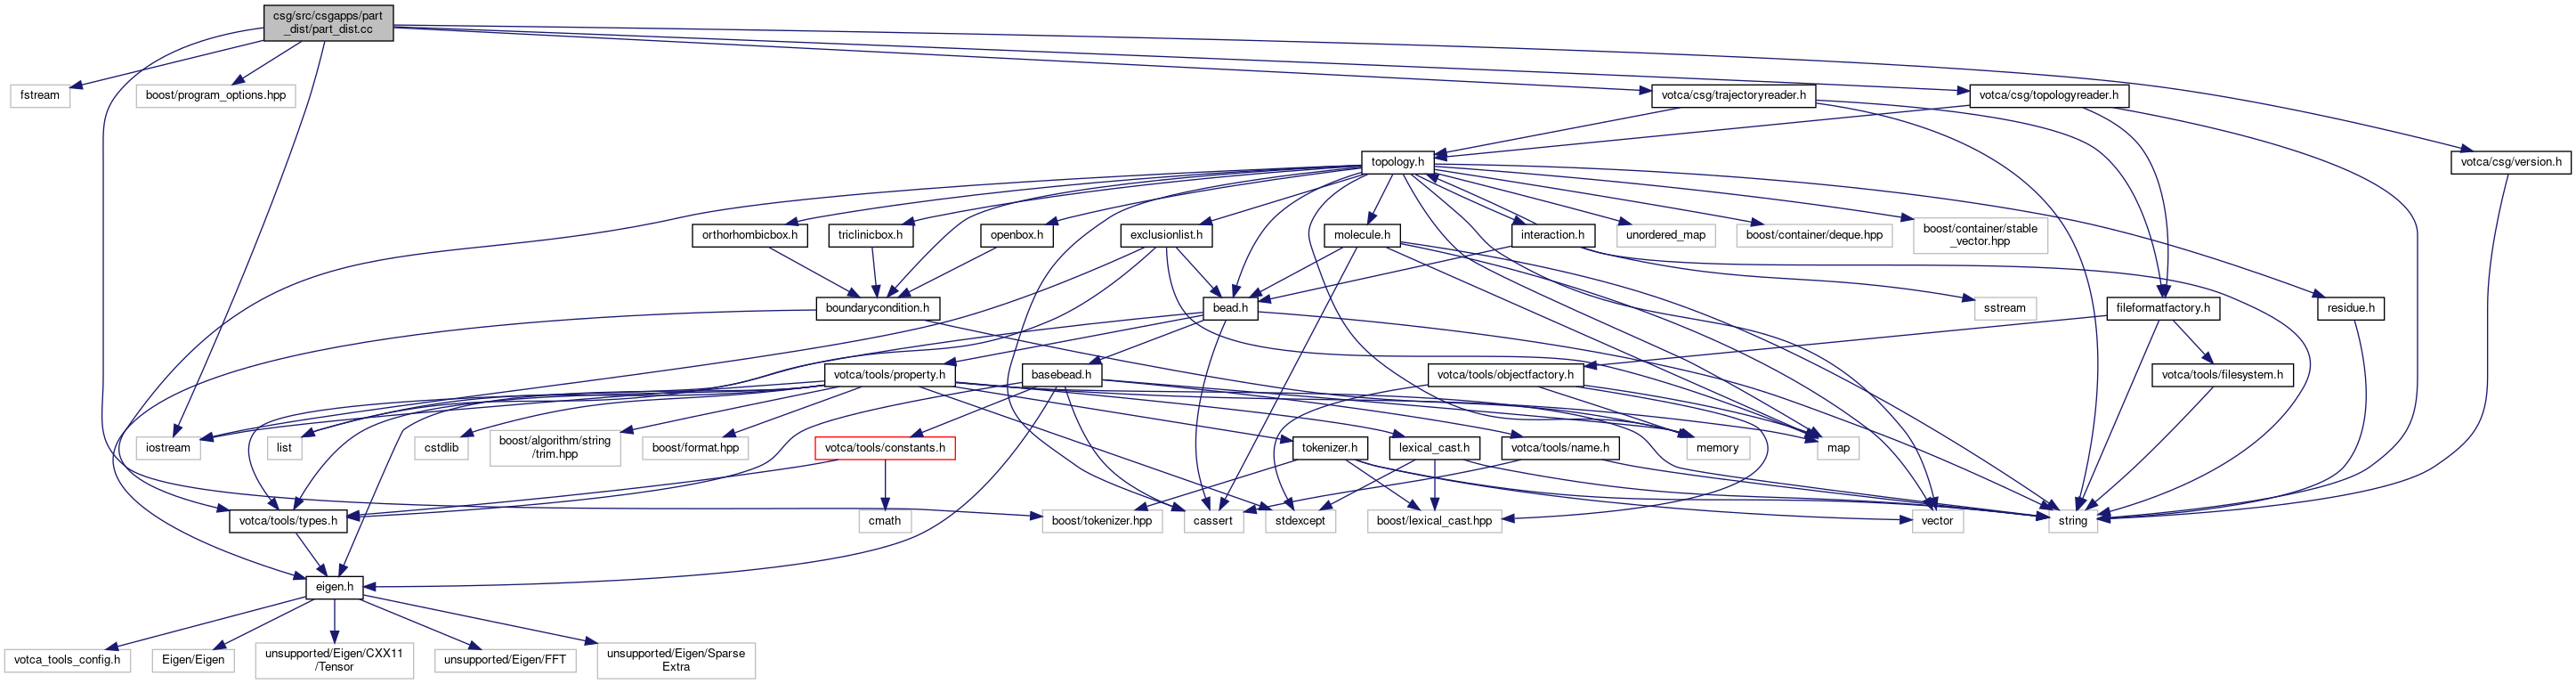 csg/src/csgapps/part
_dist/part_dist.cc
fstream
boost/program_options.hpp
votca/csg/trajectoryreader.h
votca/csg/topologyreader.h
topology.h
votca/csg/version.h
orthorhombicbox.h
triclinicbox.h
openbox.h
exclusionlist.h
molecule.h
interaction.h
unordered_map
boost/container/deque.hpp
boost/container/stable
_vector.hpp
boundarycondition.h
bead.h
sstream
fileformatfactory.h
residue.h
votca/tools/property.h
basebead.h
votca/tools/objectfactory.h
votca/tools/filesystem.h
iostream
list
cstdlib
boost/algorithm/string
/trim.hpp
boost/format.hpp
votca/tools/constants.h
tokenizer.h
lexical_cast.h
votca/tools/name.h
memory
map
votca/tools/types.h
cmath
boost/tokenizer.hpp
cassert
stdexcept
boost/lexical_cast.hpp
vector
string
eigen.h
votca_tools_config.h
Eigen/Eigen
unsupported/Eigen/CXX11
/Tensor
unsupported/Eigen/FFT
unsupported/Eigen/Sparse
Extra